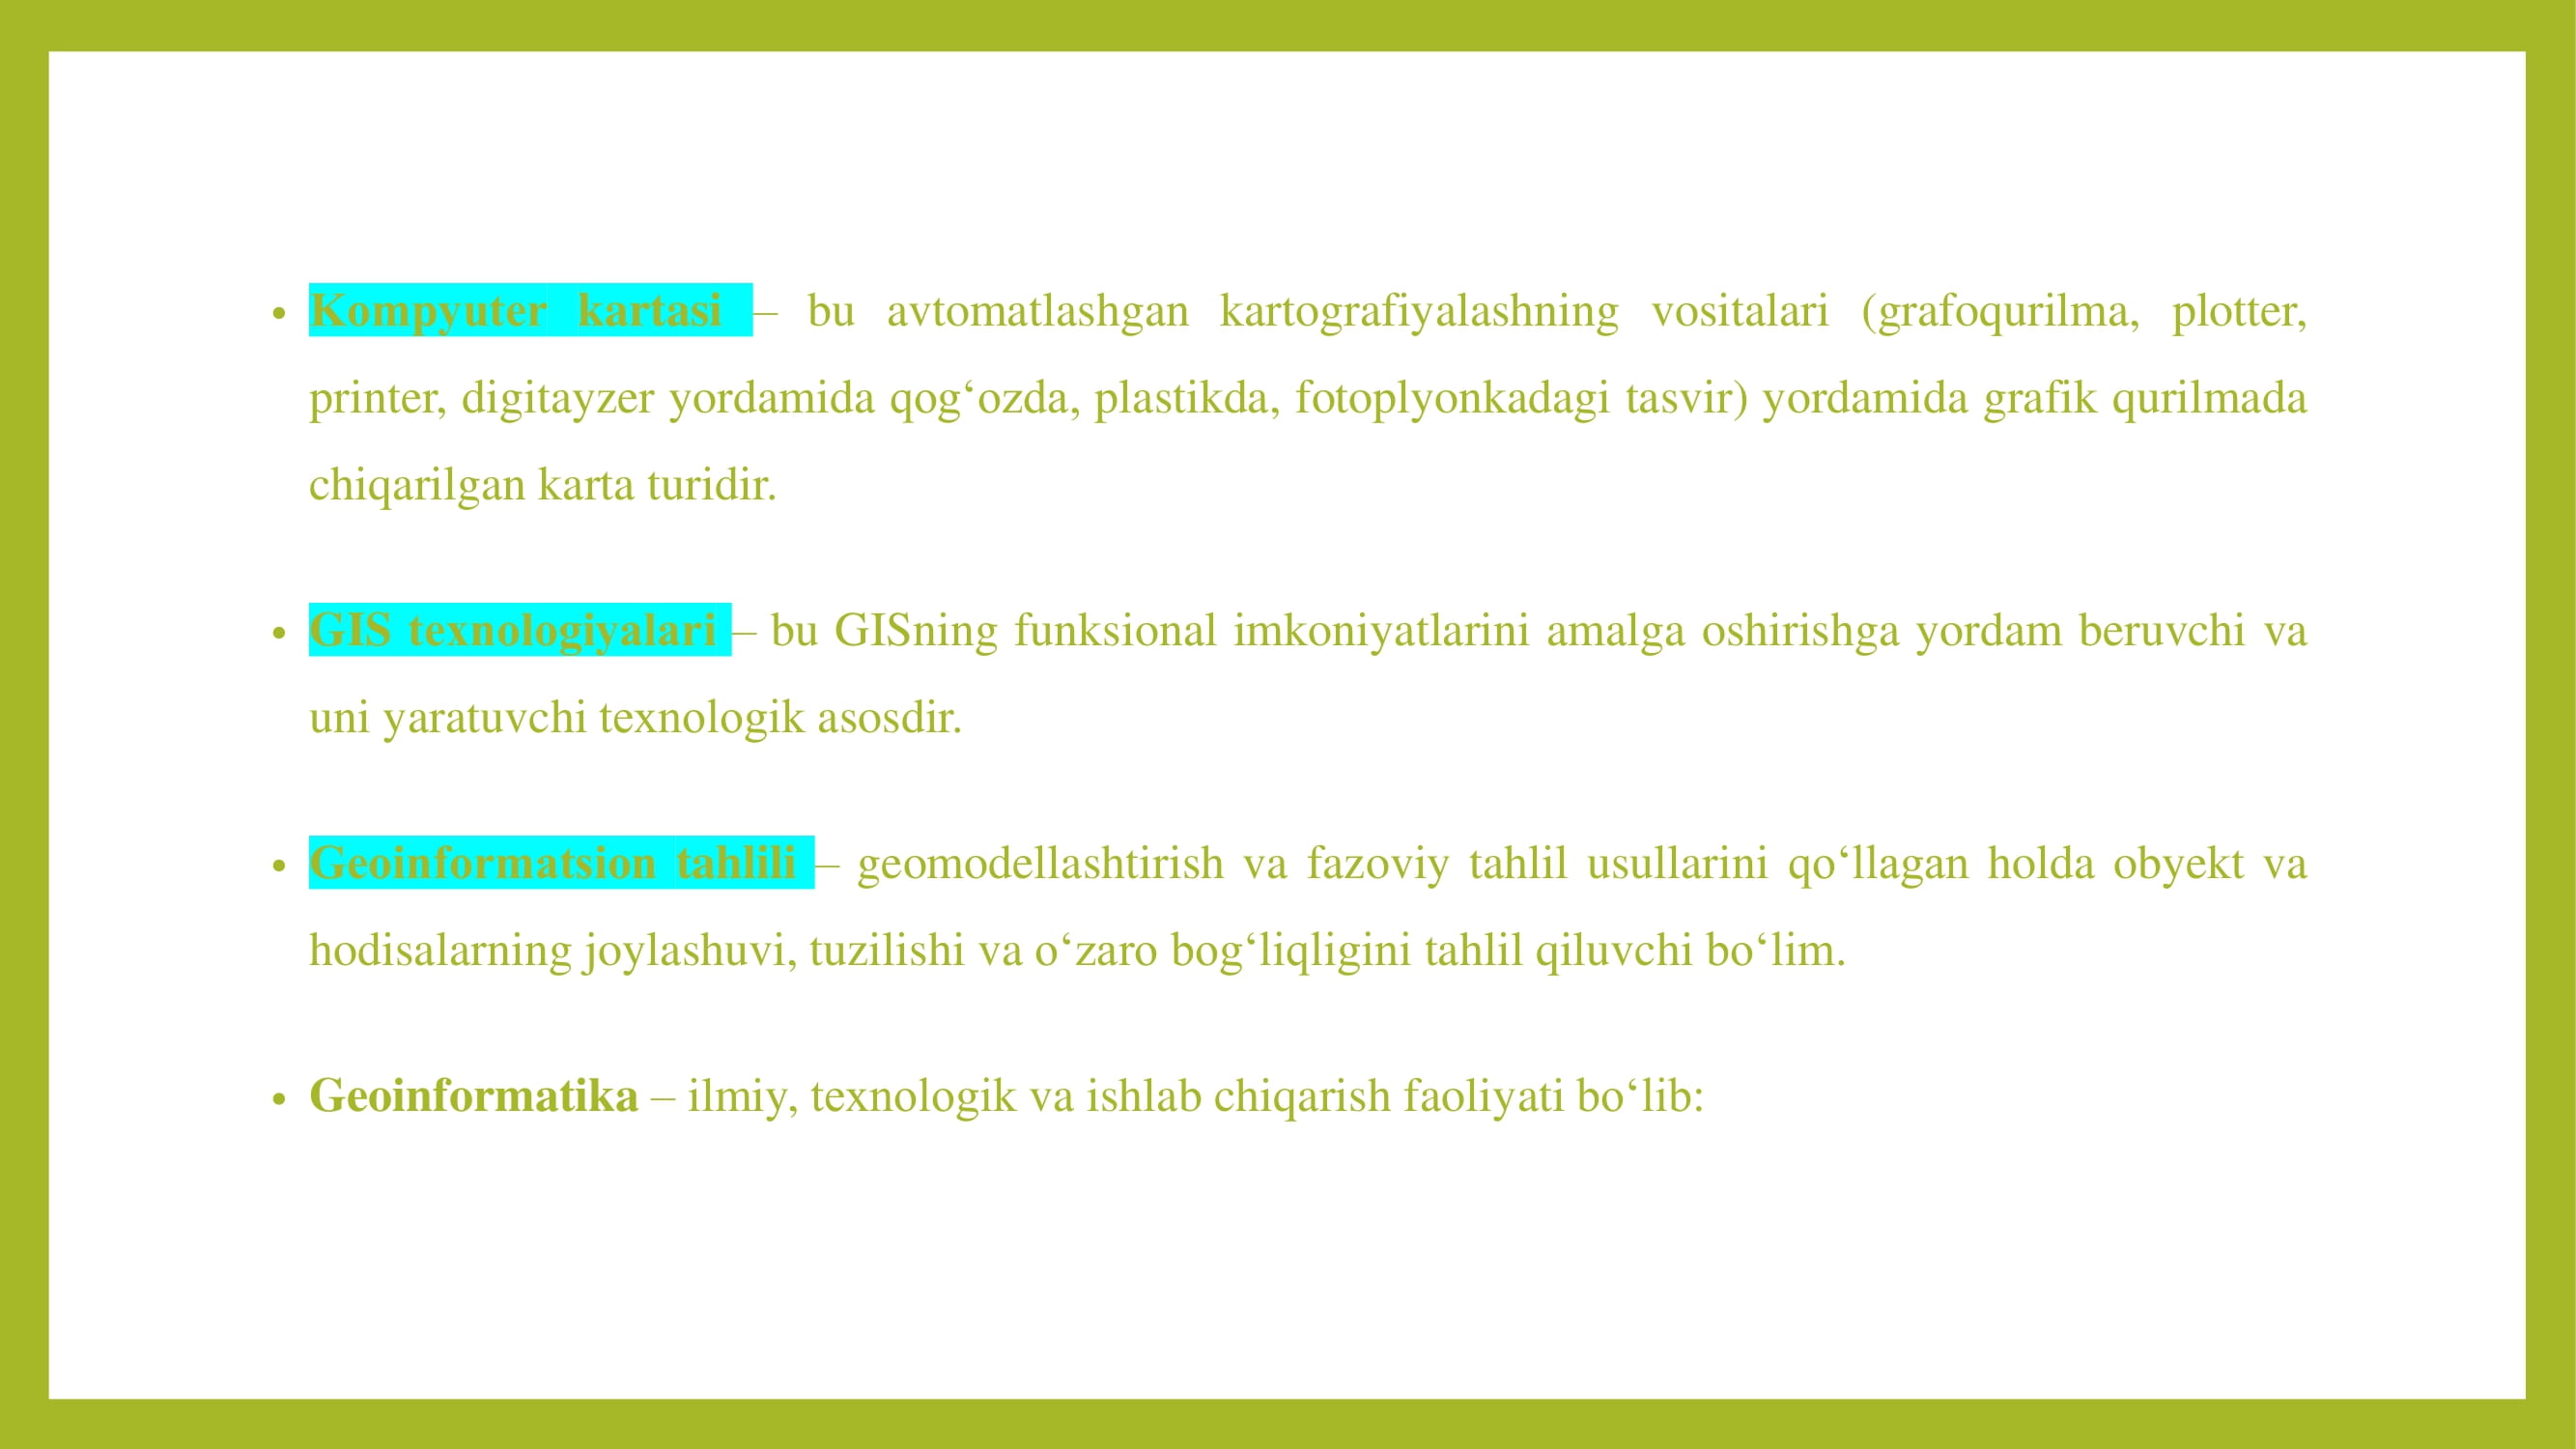 • Kompyuter kartasi – bu avtomatlashgan kartografiyalashning vositalari (grafoqurilma, plotter,
printer, digitayzer yordamida qog‘ozda, plastikda, fotoplyonkadagi tasvir) yordamida grafik qurilmada
chiqarilgan karta turidir.
• GIS texnologiyalari – bu GISning funksional imkoniyatlarini amalga oshirishga yordam beruvchi va
uni yaratuvchi texnologik asosdir.
• Geoinformatsion tahlili – geomodellashtirish va fazoviy tahlil usullarini qo‘llagan holda obyekt va
hodisalarning joylashuvi, tuzilishi va o‘zaro bog‘liqligini tahlil qiluvchi bo‘lim.
• Geoinformatika – ilmiy, texnologik va ishlab chiqarish faoliyati bo‘lib: